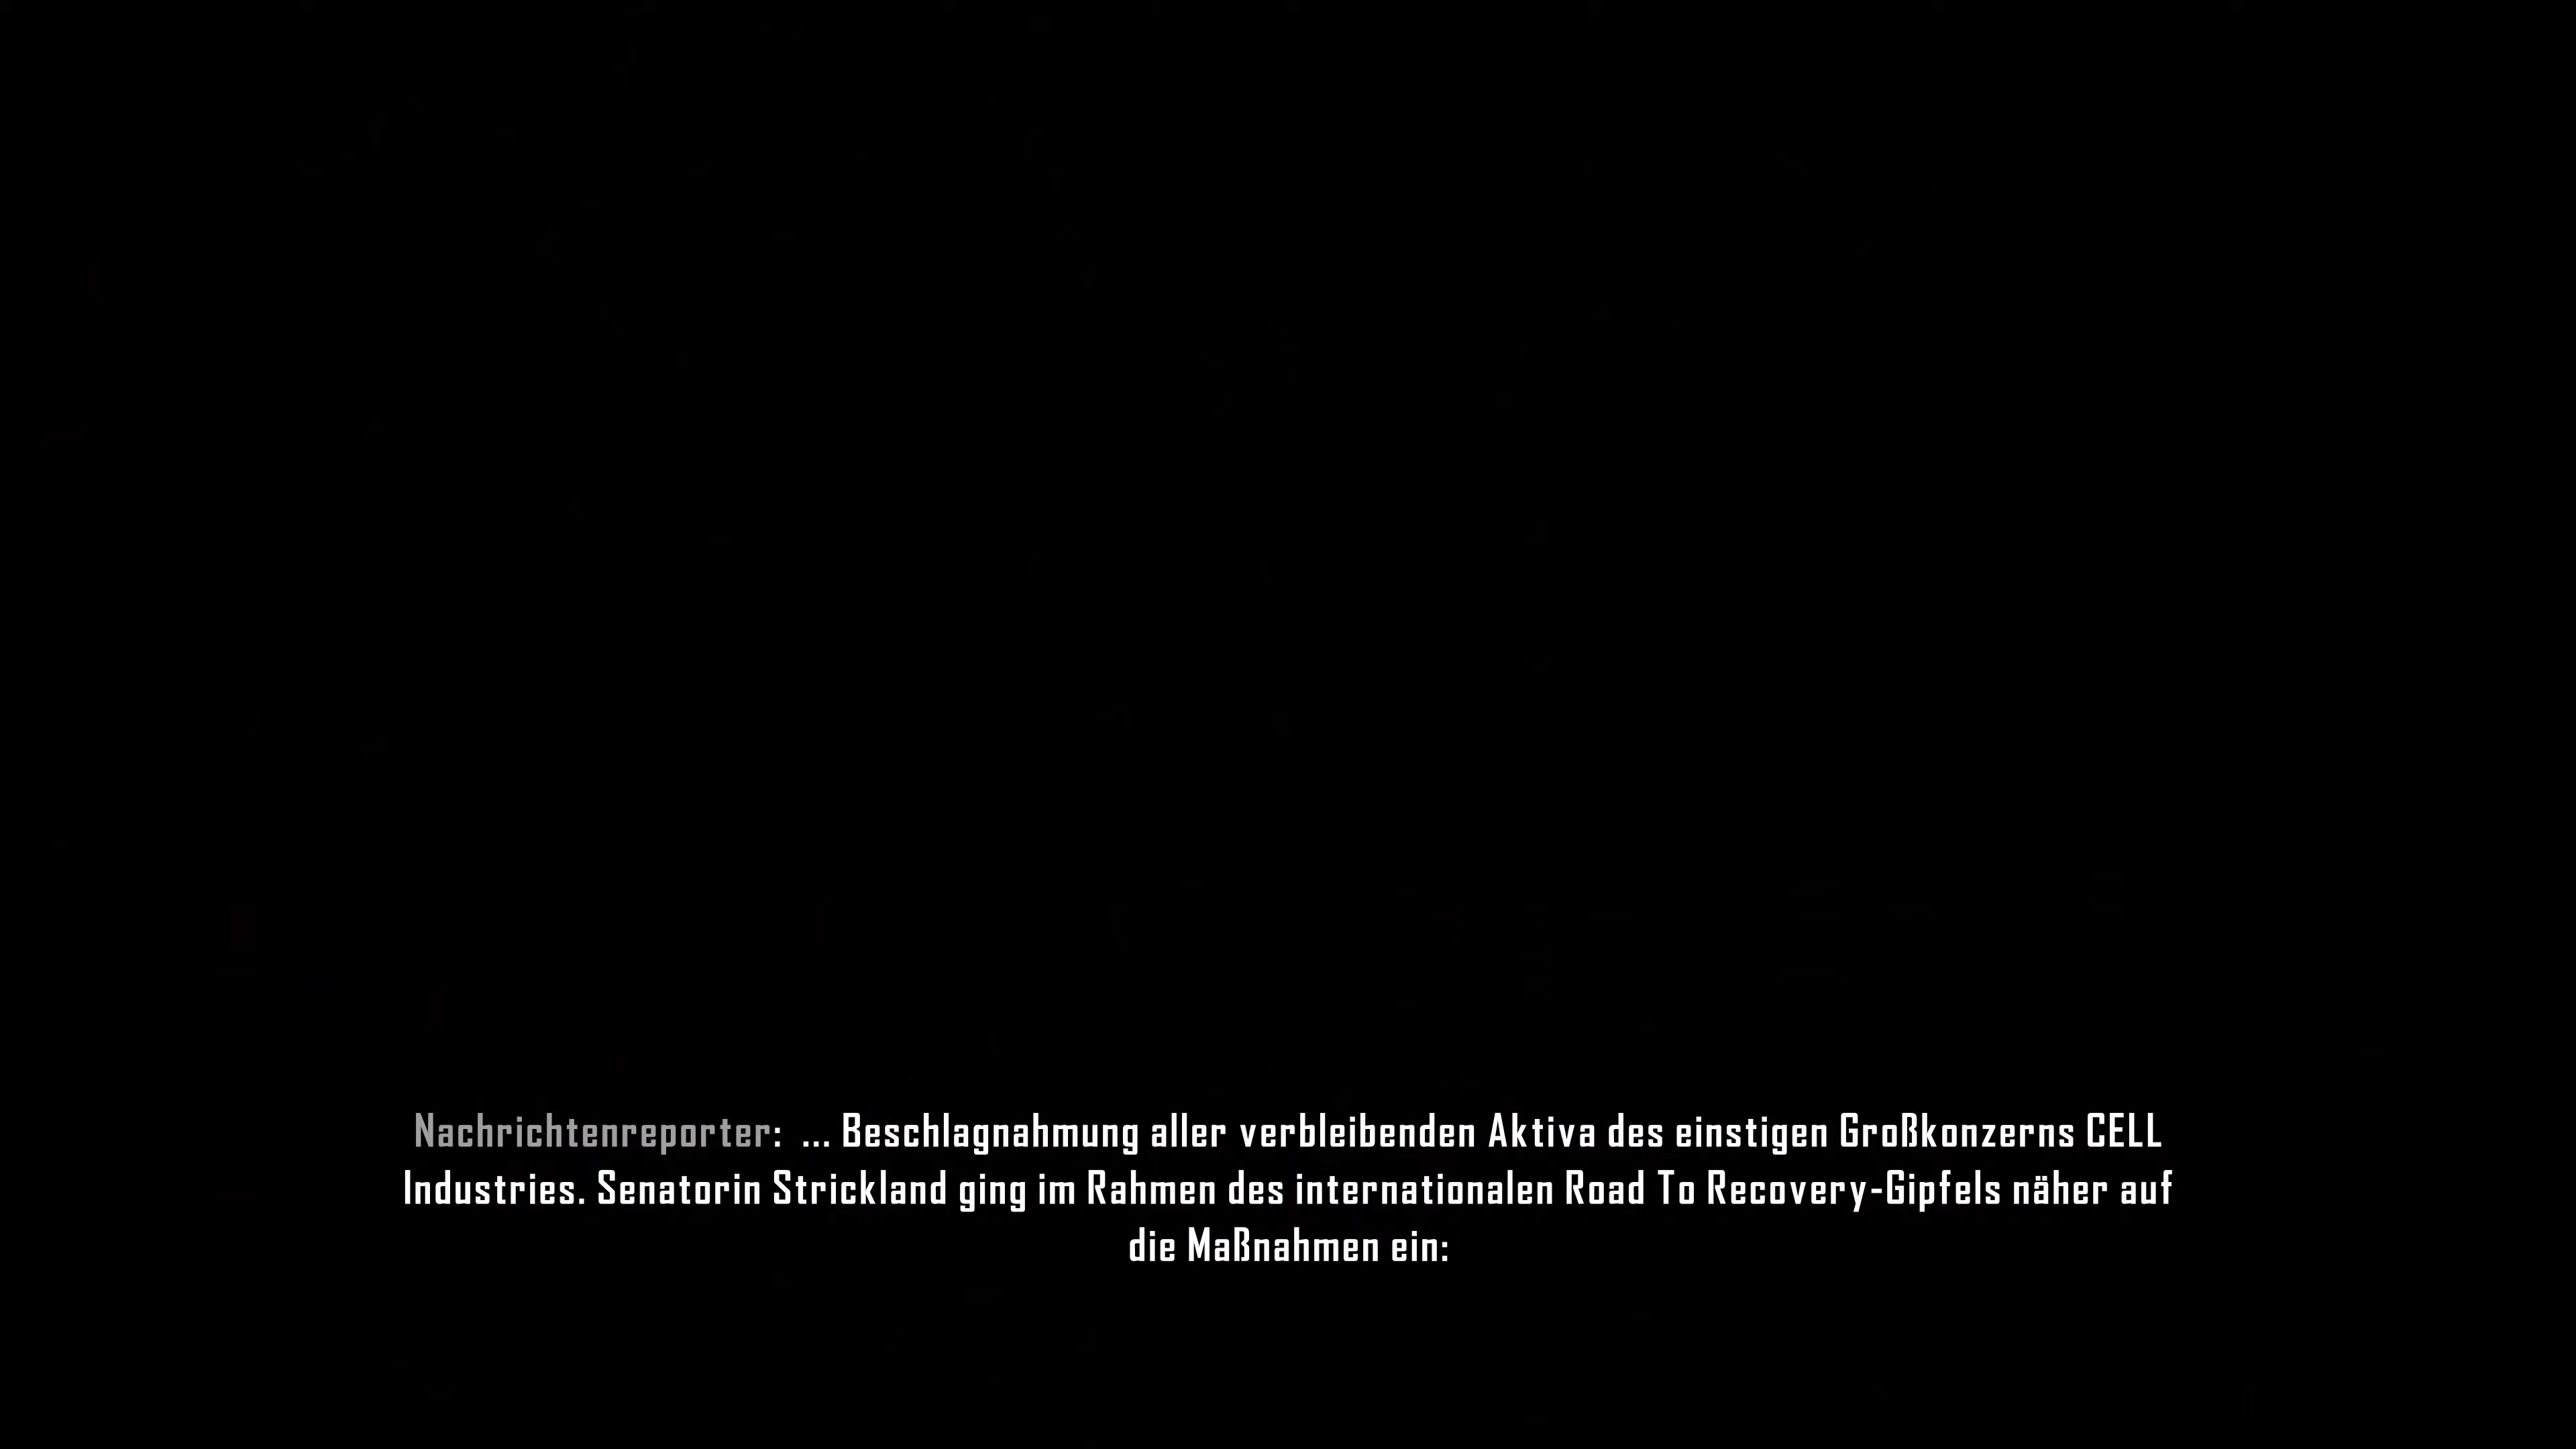 Nachrichtenreporter:  ... Beschlagnahmung aller verbleibenden Aktiva des einstigen Großkonzerns CELL
Industries. Senatorin Strickland ging im Rahmen des internationalen Road To Recovery-Gipfels näher auf
die Maßnahmen ein: